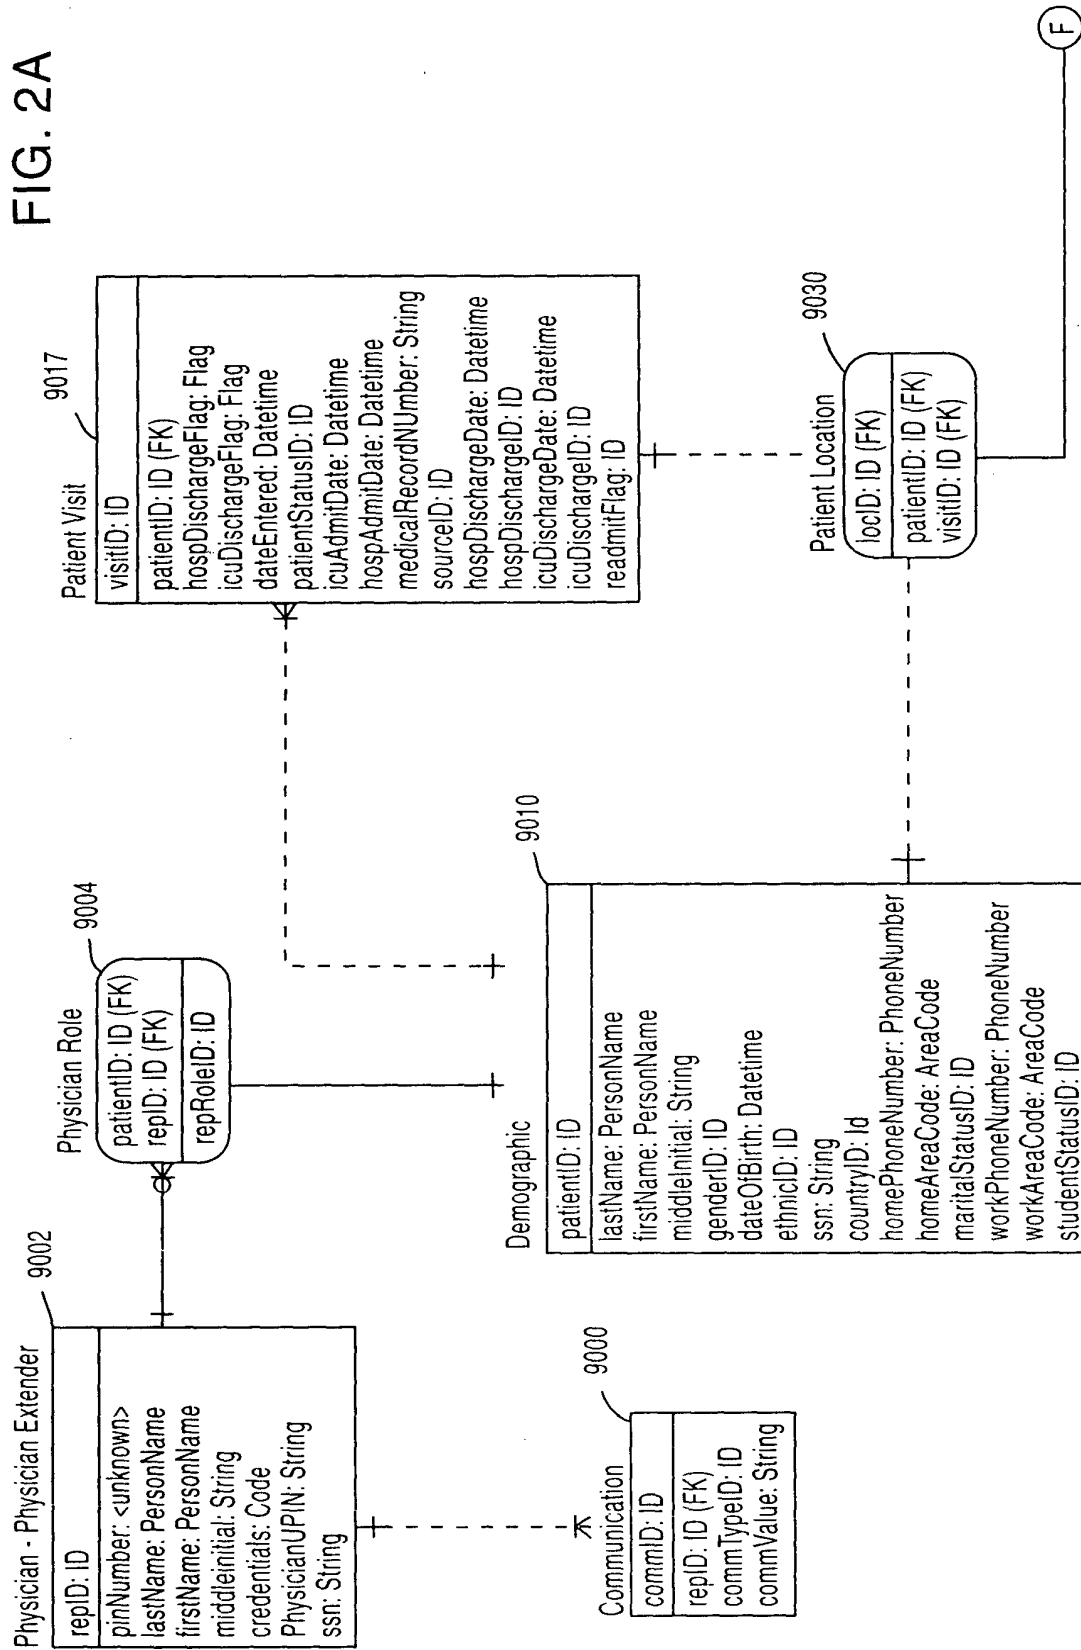 FIG. 2A
Physician - Physician Extender
9002
repID: ID
pinNumber: <unknown>
lastName: PersonName
firstName: PersonName
middleinitial: String
credentials: Code
PhysicianUPIN: String
ssn: String
Physician Role
9004
patientID: ID (FK)
repID: ID (FK)
repRoleID: ID
Patient Visit
9017
visitID: ID
patientID: ID (FK)
hospDischargeFlag: Flag
icuDischargeFlag: Flag
dateEntered: Datetime
patientStatusID: ID
icuAdmitDate: Datetime
hospAdmitDate: Datetime
medicalRecordNUmber: String
sourceID: ID
hospDischargeDate: Datetime
hospDischargeID: ID
icuDischargeDate: Datetime
icuDischargeID: ID
readmitFlag: ID
Communication
9000
commID: ID
repID: ID (FK)
commTypeID: ID
commValue: String
Demographic
9010
patientID: ID
lastName: PersonName
firstName: PersonName
middleInitial: String
genderID: ID
dateOfBirth: Datetime
ethnicID: ID
ssn: String
countryID: Id
homePhoneNumber: PhoneNumber
homeAreaCode: AreaCode
maritalStatusID: ID
workPhoneNumber: PhoneNumber
workAreaCode: AreaCode
studentStatusID: ID
Patient Location
9030
locID: ID (FK)
patientID: ID (FK)
visitID: ID (FK)
F